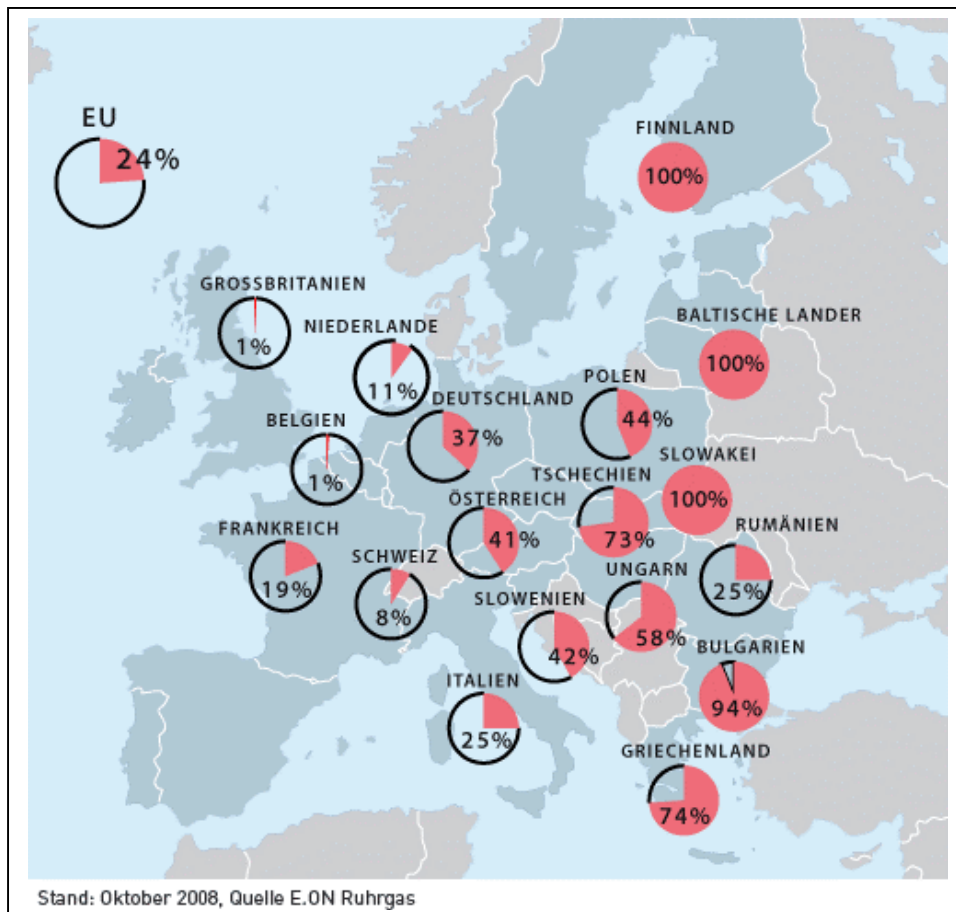 EU
24%
FINNLAND
100%
GROSSBRITANIEN
1%
NIEDERLANDE
11%
BALTISCHE LANDER
100%
BELGIEN
1%
DEUTSCHLAND
37%
POLEN
44%
SLOWAKEI
100%
TSCHECHIEN
73%
ÖSTERREICH
41%
FRANKREICH
19%
SCHWEIZ
8%
RUMÄNIEN
25%
UNGARN
58%
SLOWENIEN
42%
BULGARIEN
94%
ITALIEN
25%
GRIECHENLAND
74%
Stand: Oktober 2008, Quelle E.ON Ruhrgas